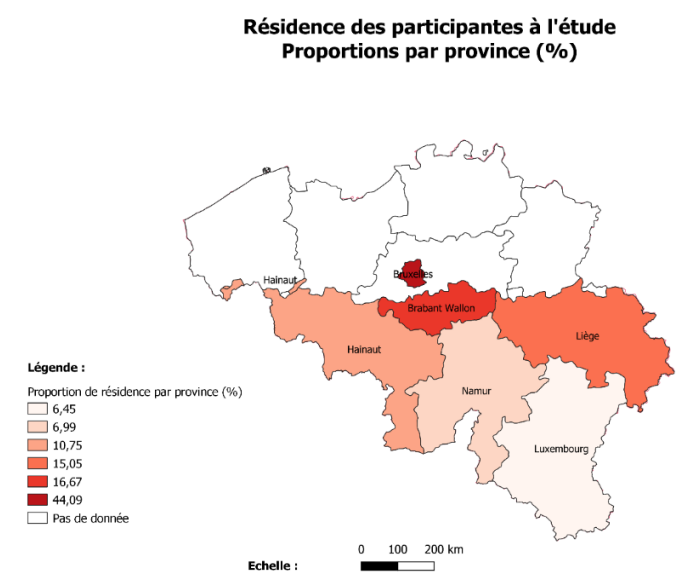 Résidence des participantes à l'étude
Proportions par province (%)
Bruxelles
Hainaut
Brabant Wallon
Liège
Hainaut
Namur
Luxembourg
Légende :
Proportion de résidence par province (%)
6,45
6,99
10,75
15,05
16,67
44,09
Pas de donnée
0 100 200 km
Echelle :